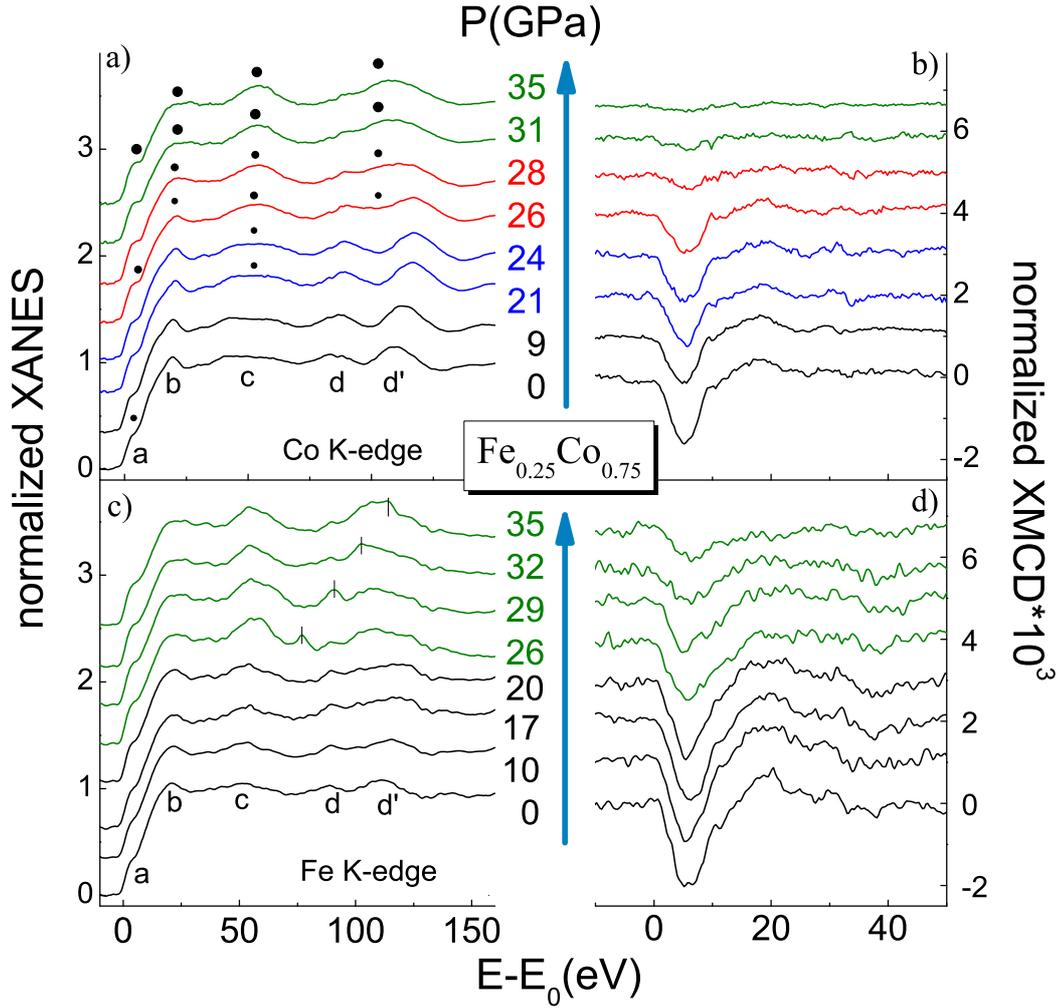 P(GPa)
a)
b)
35
31
28
26
24
21
9
0
3
2
1
0
6
4
2
0
-2
b c d d'
a
Co K-edge
Fe0.25Co0.75
c)
d)
35
32
29
26
20
17
10
0
3
2
1
0
6
4
2
0
-2
b c d d'
a
Fe K-edge
0 50 100 150
0 20 40
E-E0(eV)
normalized XANES
normalized XMCD*10³